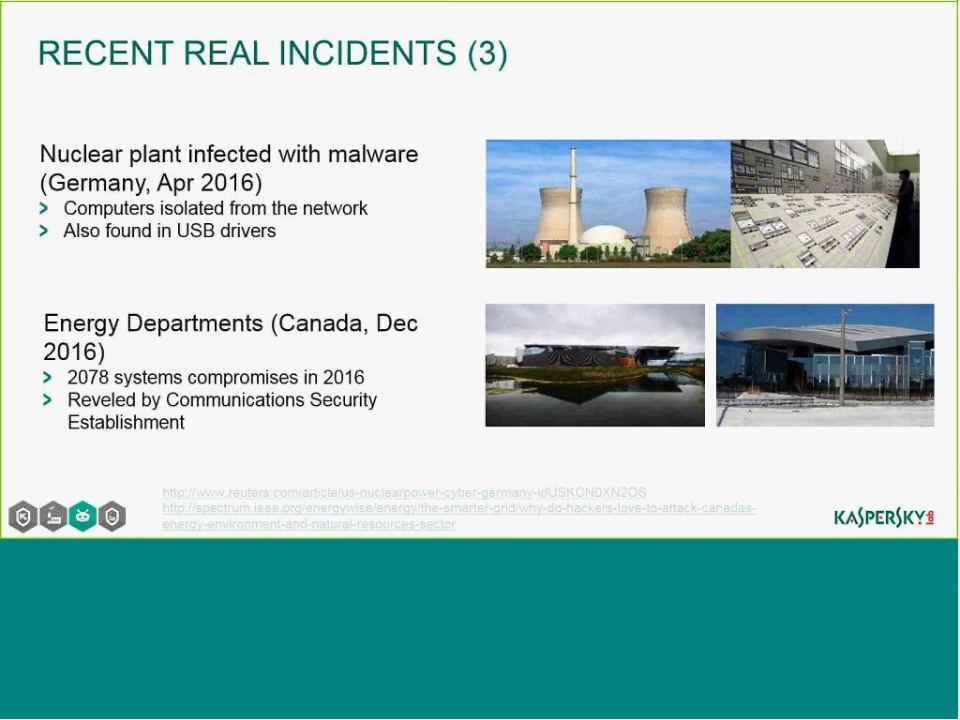 RECENT REAL INCIDENTS (3)
Nuclear plant infected with malware
(Germany, Apr 2016)
Computers isolated from the network
Also found in USB drivers
Energy Departments (Canada, Dec
2016)
2078 systems compromises in 2016
Reveled by Communications Security
Establishment
http://www.reuters.com/article/us-nuclearpower-cyber-germany-idUSKCN0XN2OS
http://spectrum.ieee.org/energywise/energy/the-smarter-grid/why-do-hackers-love-to-attack-canadas-
energy-environment-and-natural-resources-sector
KASPERSKY lab